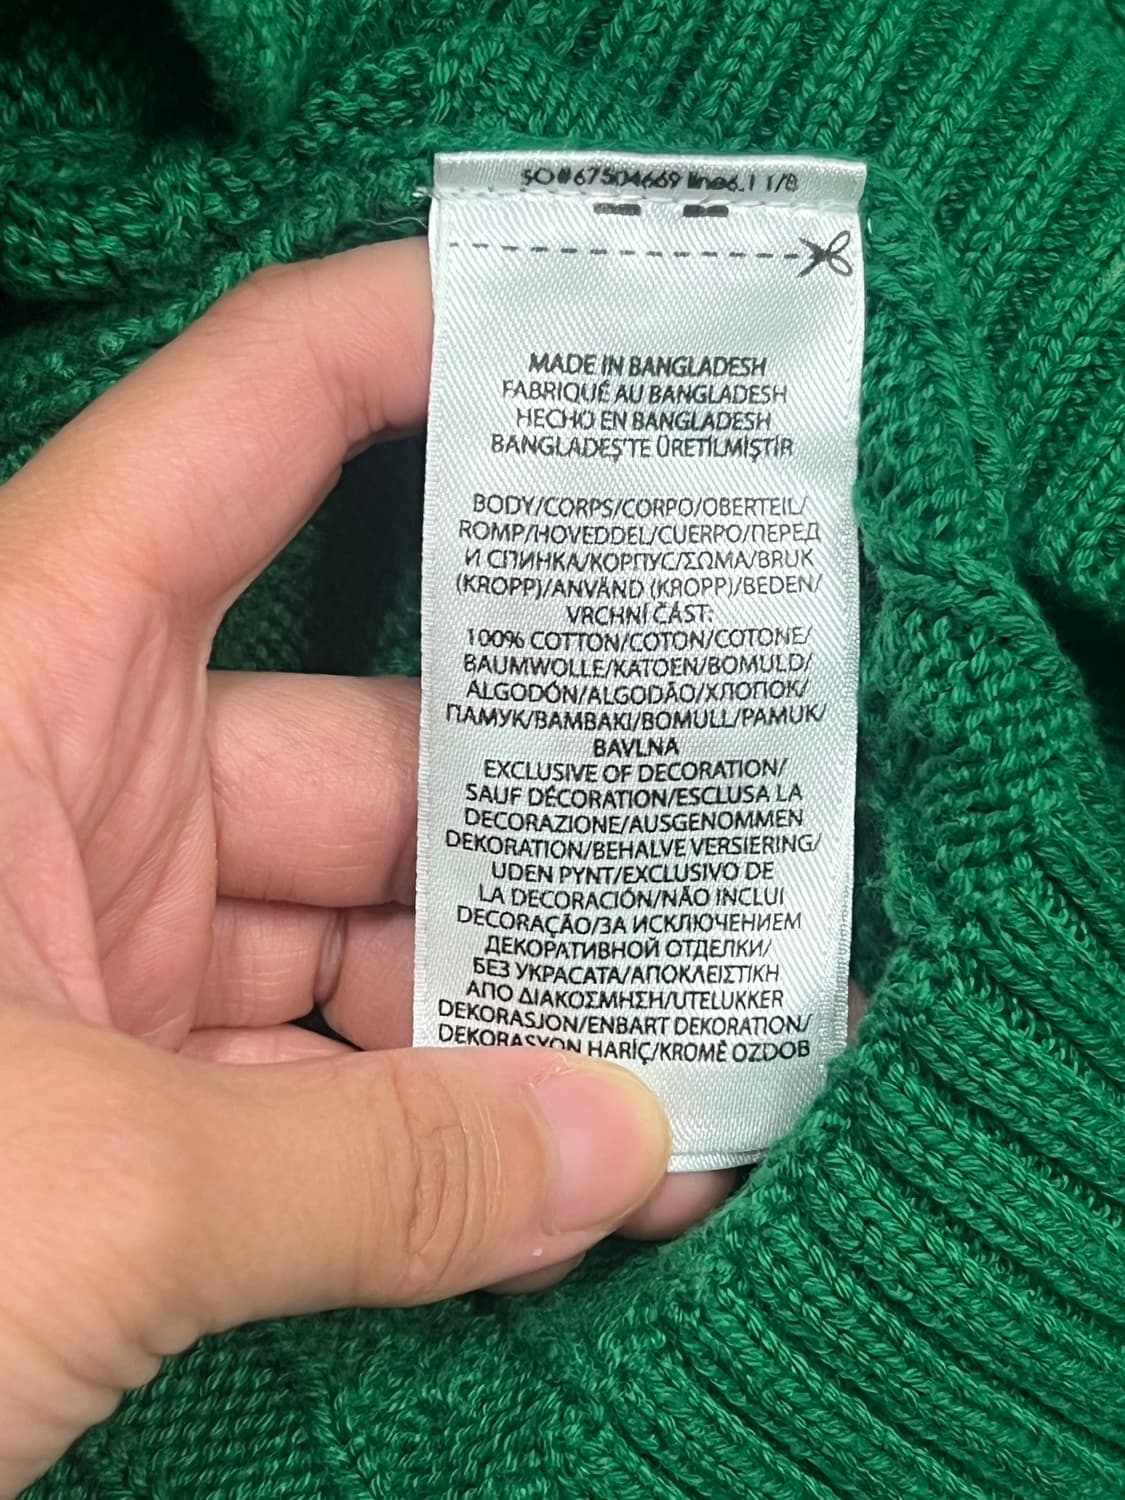 SO#67504669 line6.1 1/8
MADE IN BANGLADESH
FABRIQUÉ AU BANGLADESH
HECHO EN BANGLADESH
BANGLADEŞ'TE ÜRETİLMİŞTİR
BODY/CORPS/CORPO/OBERTEIL/
ROMP/HOVEDDEL/CUERPO/ПЕРЕД
И СПИНКА/КОРПУС/ΣΩΜΑ/BRUK
(KROPP)/ANVÄND (KROPP)/BEDEN/
VRCHNÍ ČÁST:
100% COTTON/COTON/COTONE/
BAUMWOLLE/KATOEN/BOMULD/
ALGODÓN/ALGODÃO/ХЛОПОК/
ПАМУК/ΒΑΜΒΑΚΙ/BOMULL/PAMUK/
BAVLNA
EXCLUSIVE OF DECORATION/
SAUF DÉCORATION/ESCLUSA LA
DECORAZIONE/AUSGENOMMEN
DEKORATION/BEHALVE VERSIERING/
UDEN PYNT/EXCLUSIVO DE
LA DECORACIÓN/NÃO INCLUI
DECORAÇÃO/ЗА ИСКЛЮЧЕНИЕМ
ДЕКОРАТИВНОЙ ОТДЕЛКИ/
БЕЗ УКРАСАТА/ΑΠΟΚΛΕΙΣΤΙΚΗ
ΑΠΟ ΔΙΑΚΟΣΜΗΣΗ/UTELUKKER
DEKORASJON/ENBART DEKORATION/
DEKORASYON HARİÇ/KROMĚ OZDOB